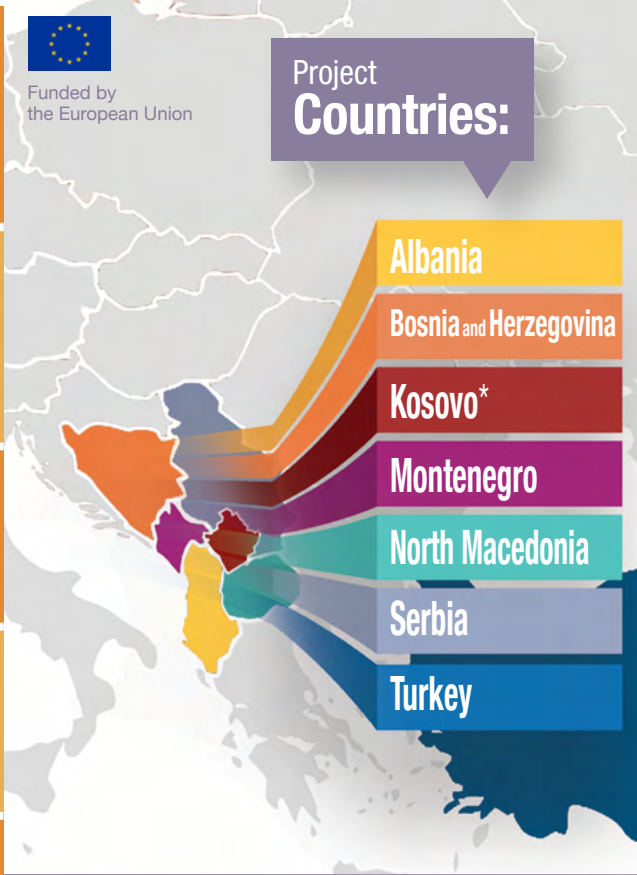 Funded by
the European Union
Project
Countries:
Albania
Bosnia and Herzegovina
Kosovo*
Montenegro
North Macedonia
Serbia
Turkey